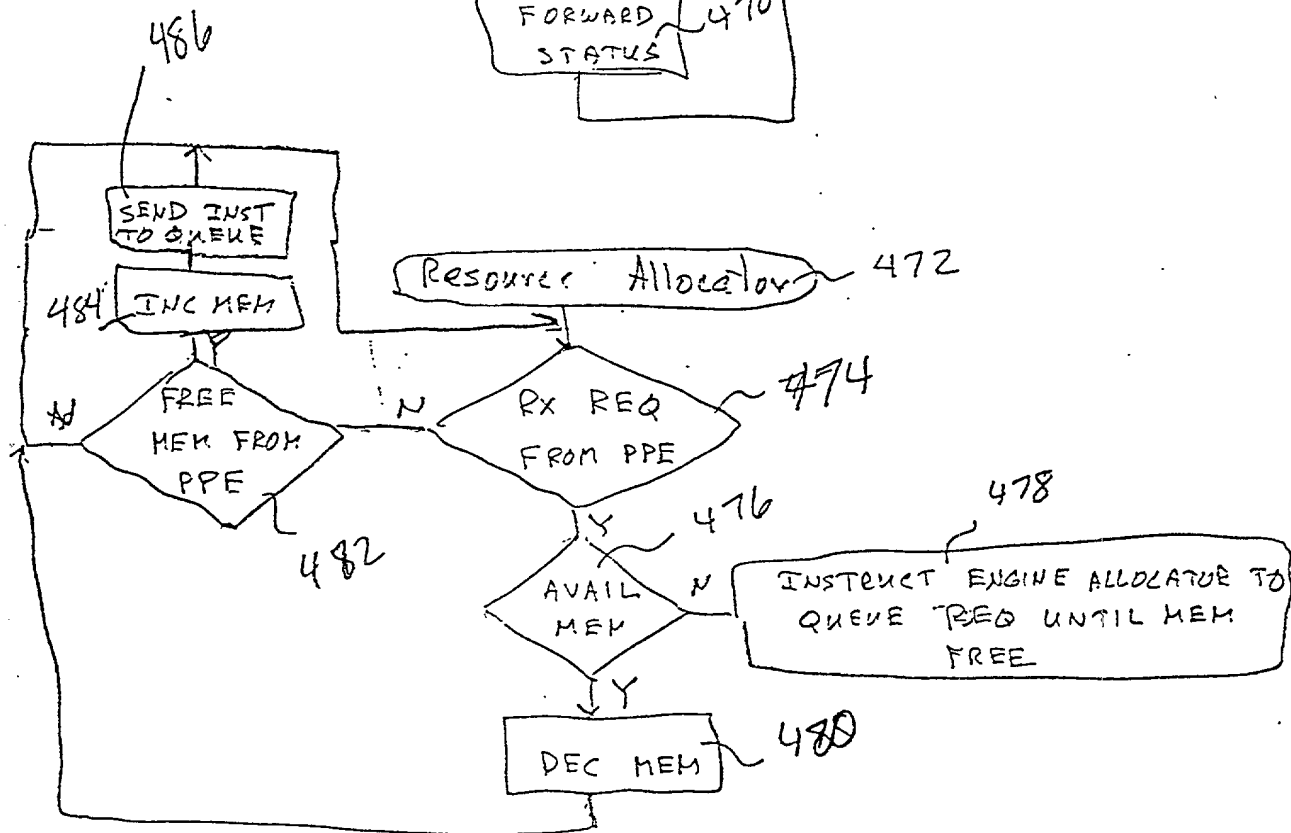 FORWARD
STATUS
470
486
SEND INST
TO QUEUE
484
INC MEM
Y
Resource Allocator
472
N
FREE
MEM FROM
PPE
482
N
RX REQ
FROM PPE
474
Y
476
AVAIL
MEM
N
478
INSTRUCT ENGINE ALLOCATOR TO
QUEUE REQ UNTIL MEM
FREE
Y
DEC MEM
480